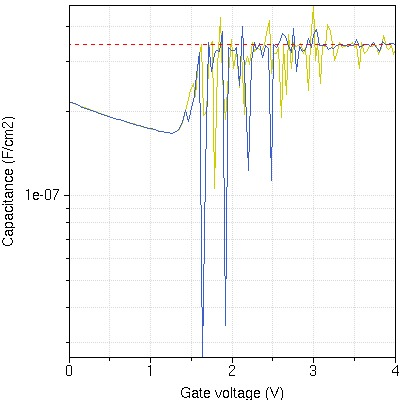 Capacitance (F/cm2)
1e-07
0 1 2 3 4
Gate voltage (V)